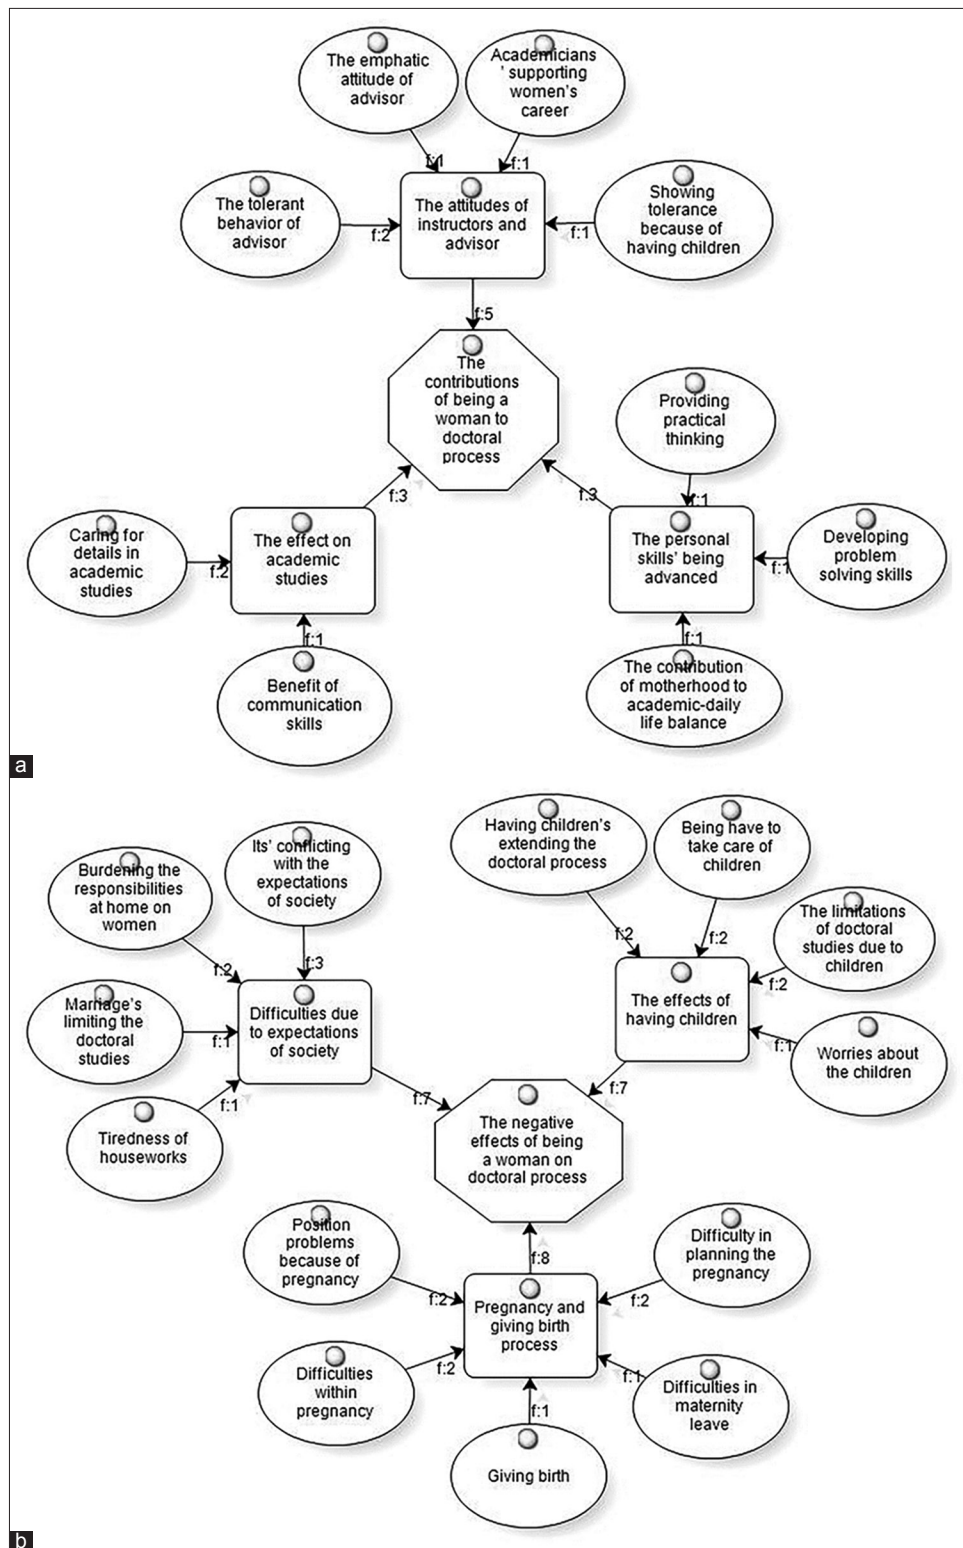 The emphatic
attitude of
advisor
Academicians
' supporting
women's
career
f:1
f:1
The tolerant
behavior of
advisor
f:2
The attitudes of
instructors and
advisor
f:1
Showing
tolerance
because of
having children
f:5
The
contributions
of being a
woman to
doctoral
process
Providing
practical
thinking
f:3
f:3
f:1
Caring for
details in
academic
studies
f:2
The effect on
academic
studies
The personal
skills' being
advanced
f:1
Developing
problem
solving skills
f:1
f:1
Benefit of
communication
skills
The contribution
of motherhood to
academic-daily
life balance
a
Having children's
extending the
doctoral process
Being have to
take care of
children
Its' conflicting
with the
expectations
of society
Burdening the
responsibilities
at home on
women
The limitations
of doctoral
studies due to
children
f:2
f:3
f:2
f:2
f:2
Marriage's
limiting the
doctoral
studies
f:1
Difficulties due
to expectations
of society
The effects of
having children
f:1
Worries about
the children
f:1
f:7
f:7
Tiredness of
houseworks
The negative
effects of being
a woman on
doctoral process
Position
problems
because of
pregnancy
Difficulty in
planning the
pregnancy
f:8
f:2
f:2
Pregnancy and
giving birth
process
Difficulties
within
pregnancy
f:2
f:1
Difficulties in
maternity
leave
f:1
Giving birth
b